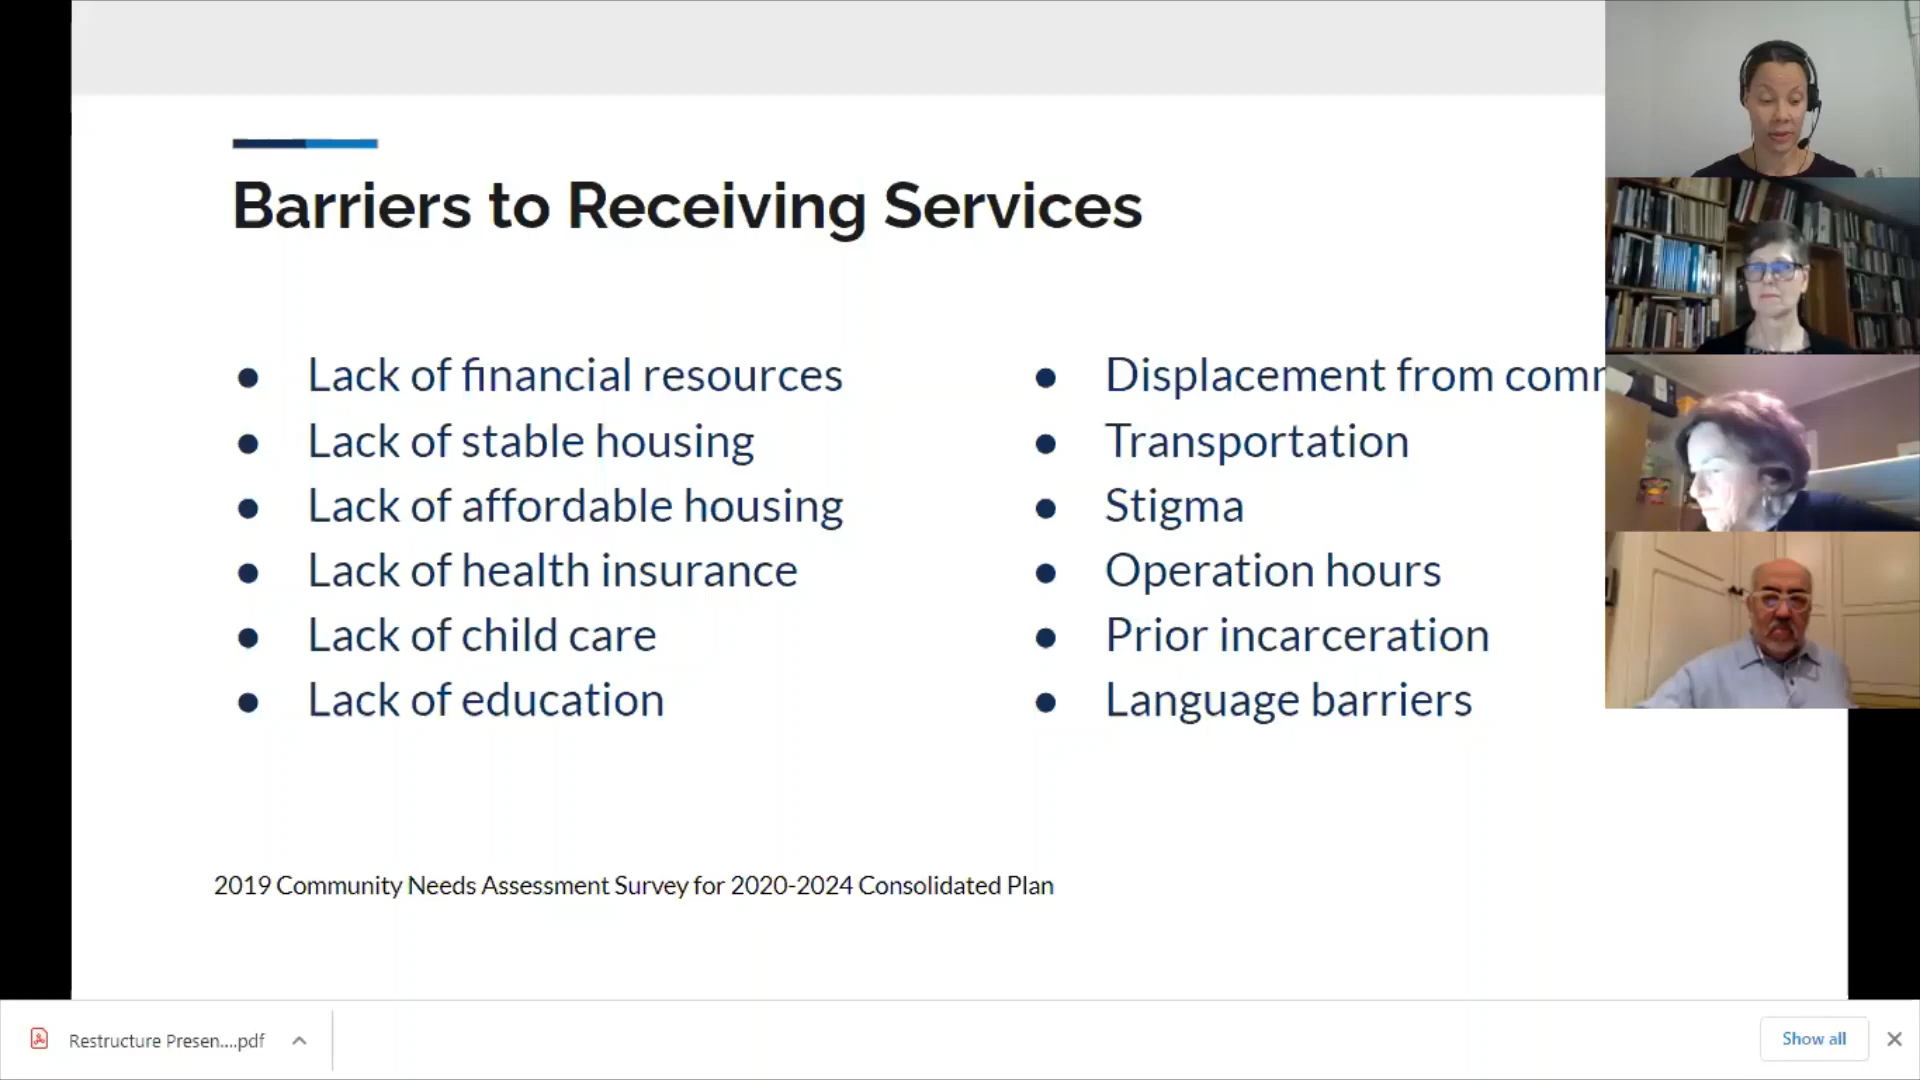 Barriers to Receiving Services
Lack of financial resources
Lack of stable housing
Lack of affordable housing
Lack of health insurance
Lack of child care
Lack of education
Displacement from
Transportation
Stigma
Operation hours
Prior incarceration
Language barriers
2019 Community Needs Assessment Survey for 2020-2024 Consolidated Plan
Restructure Presen....pdf
Show all